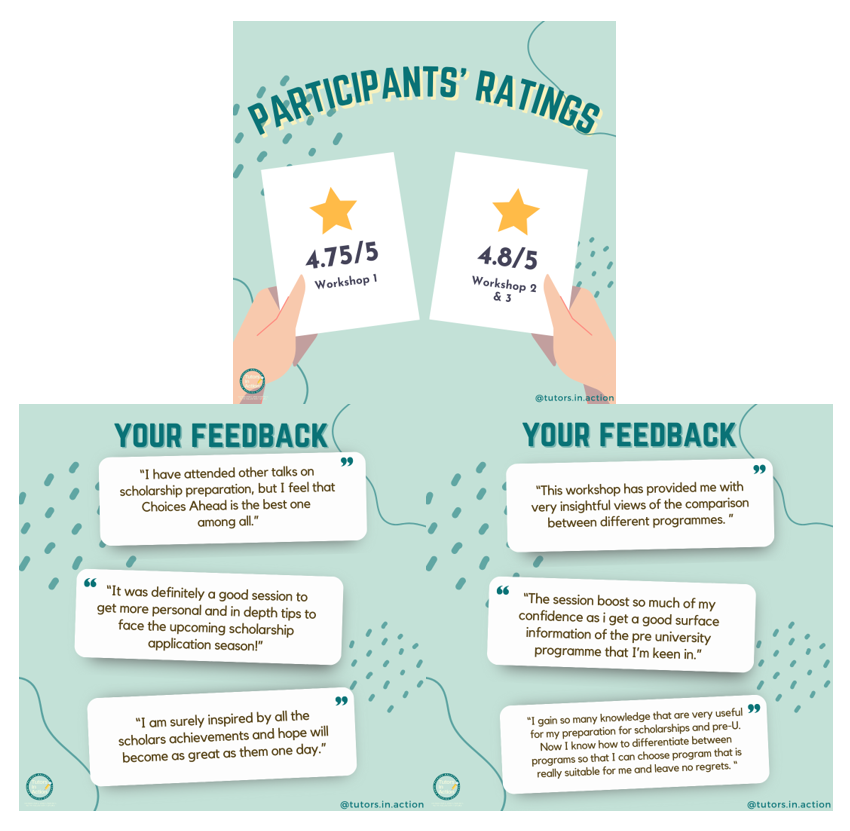 PARTICIPANTS' RATINGS
4.75/5
Workshop 1
4.8/5
Workshop 2
& 3
@tutors.in.action
YOUR FEEDBACK
"I have attended other talks on
scholarship preparation, but I feel that
Choices Ahead is the best one
among all."
"It was definitely a good session to
get more personal and in depth tips to
face the upcoming scholarship
application season!"
"I am surely inspired by all the
scholars achievements and hope will
become as great as them one day."
@tutors.in.action
YOUR FEEDBACK
"This workshop has provided me with
very insightful views of the comparison
between different programmes. "
"The session boost so much of my
confidence as i get a good surface
information of the pre university
programme that I'm keen in."
"I gain so many knowledge that are very useful
for my preparation for scholarships and pre-U.
Now I know how to differentiate between
programs so that I can choose program that is
really suitable for me and leave no regrets. "
@tutors.in.action